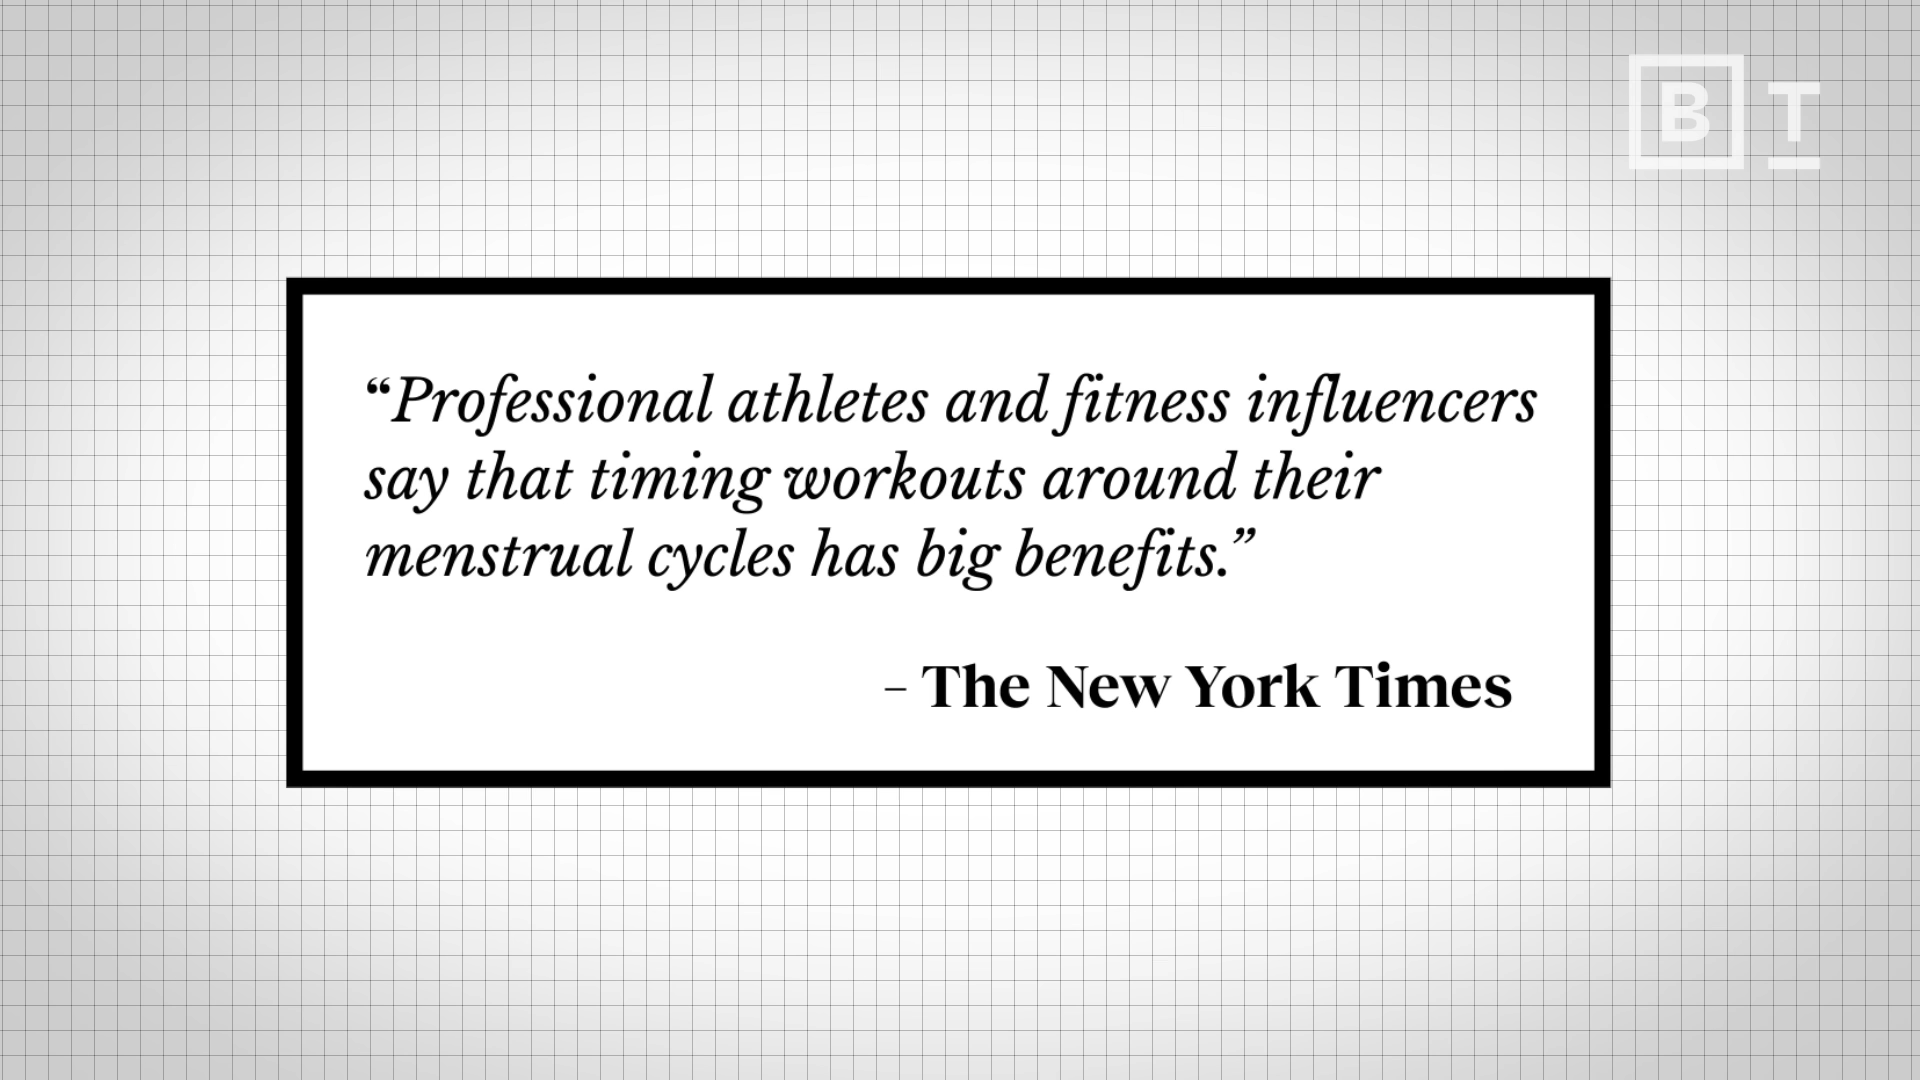 B T
“Professional athletes and fitness influencers
say that timing workouts around their
menstrual cycles has big benefits.”
– The New York Times